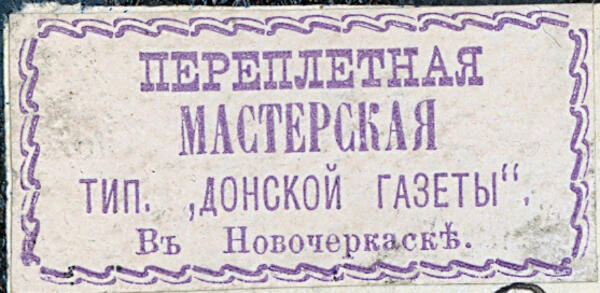 ПЕРЕПЛЕТНАЯ
МАСТЕРСКАЯ
ТИП. „ДОНСКОЙ ГАЗЕТЫ“.
Въ Новочеркаскѣ.